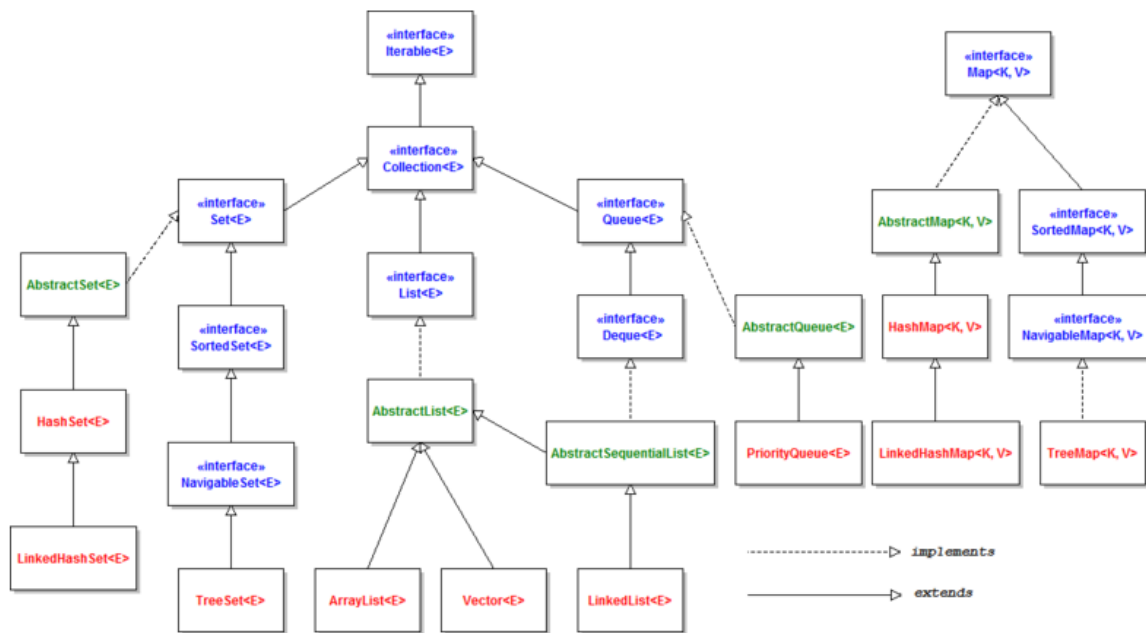 «interface»
Iterable<E>
«interface»
Map<K, V>
«interface»
Collection<E>
«interface»
Set<E>
«interface»
Queue<E>
AbstractMap<K, V>
«interface»
SortedMap<K, V>
AbstractSet<E>
«interface»
List<E>
«interface»
SortedSet<E>
«interface»
Deque<E>
AbstractQueue<E>
HashMap<K, V>
«interface»
NavigableMap<K, V>
HashSet<E>
AbstractList<E>
«interface»
NavigableSet<E>
AbstractSequentialList<E>
PriorityQueue<E>
LinkedHashMap<K, V>
TreeMap<K, V>
LinkedHashSet<E>
TreeSet<E>
ArrayList<E>
Vector<E>
LinkedList<E>
implements
extends